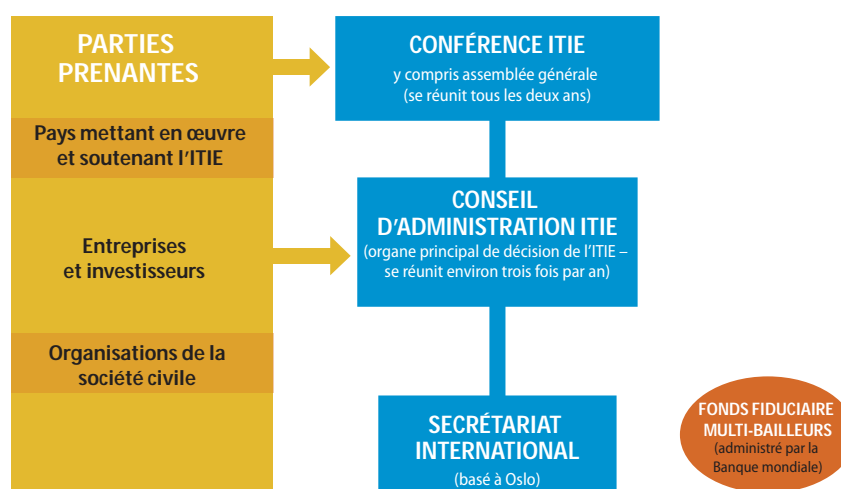 PARTIES
PRENANTES
Pays mettant en œuvre
et soutenant l'ITIE
Entreprises
et investisseurs
Organisations de la
société civile
CONFÉRENCE ITIE
y compris assemblée générale
(se réunit tous les deux ans)
CONSEIL
D'ADMINISTRATION ITIE
(organe principal de décision de l'ITIE –
se réunit environ trois fois par an)
SECRÉTARIAT
INTERNATIONAL
(basé à Oslo)
FONDS FIDUCIAIRE
MULTI-BAILLEURS
(administré par la
Banque mondiale)